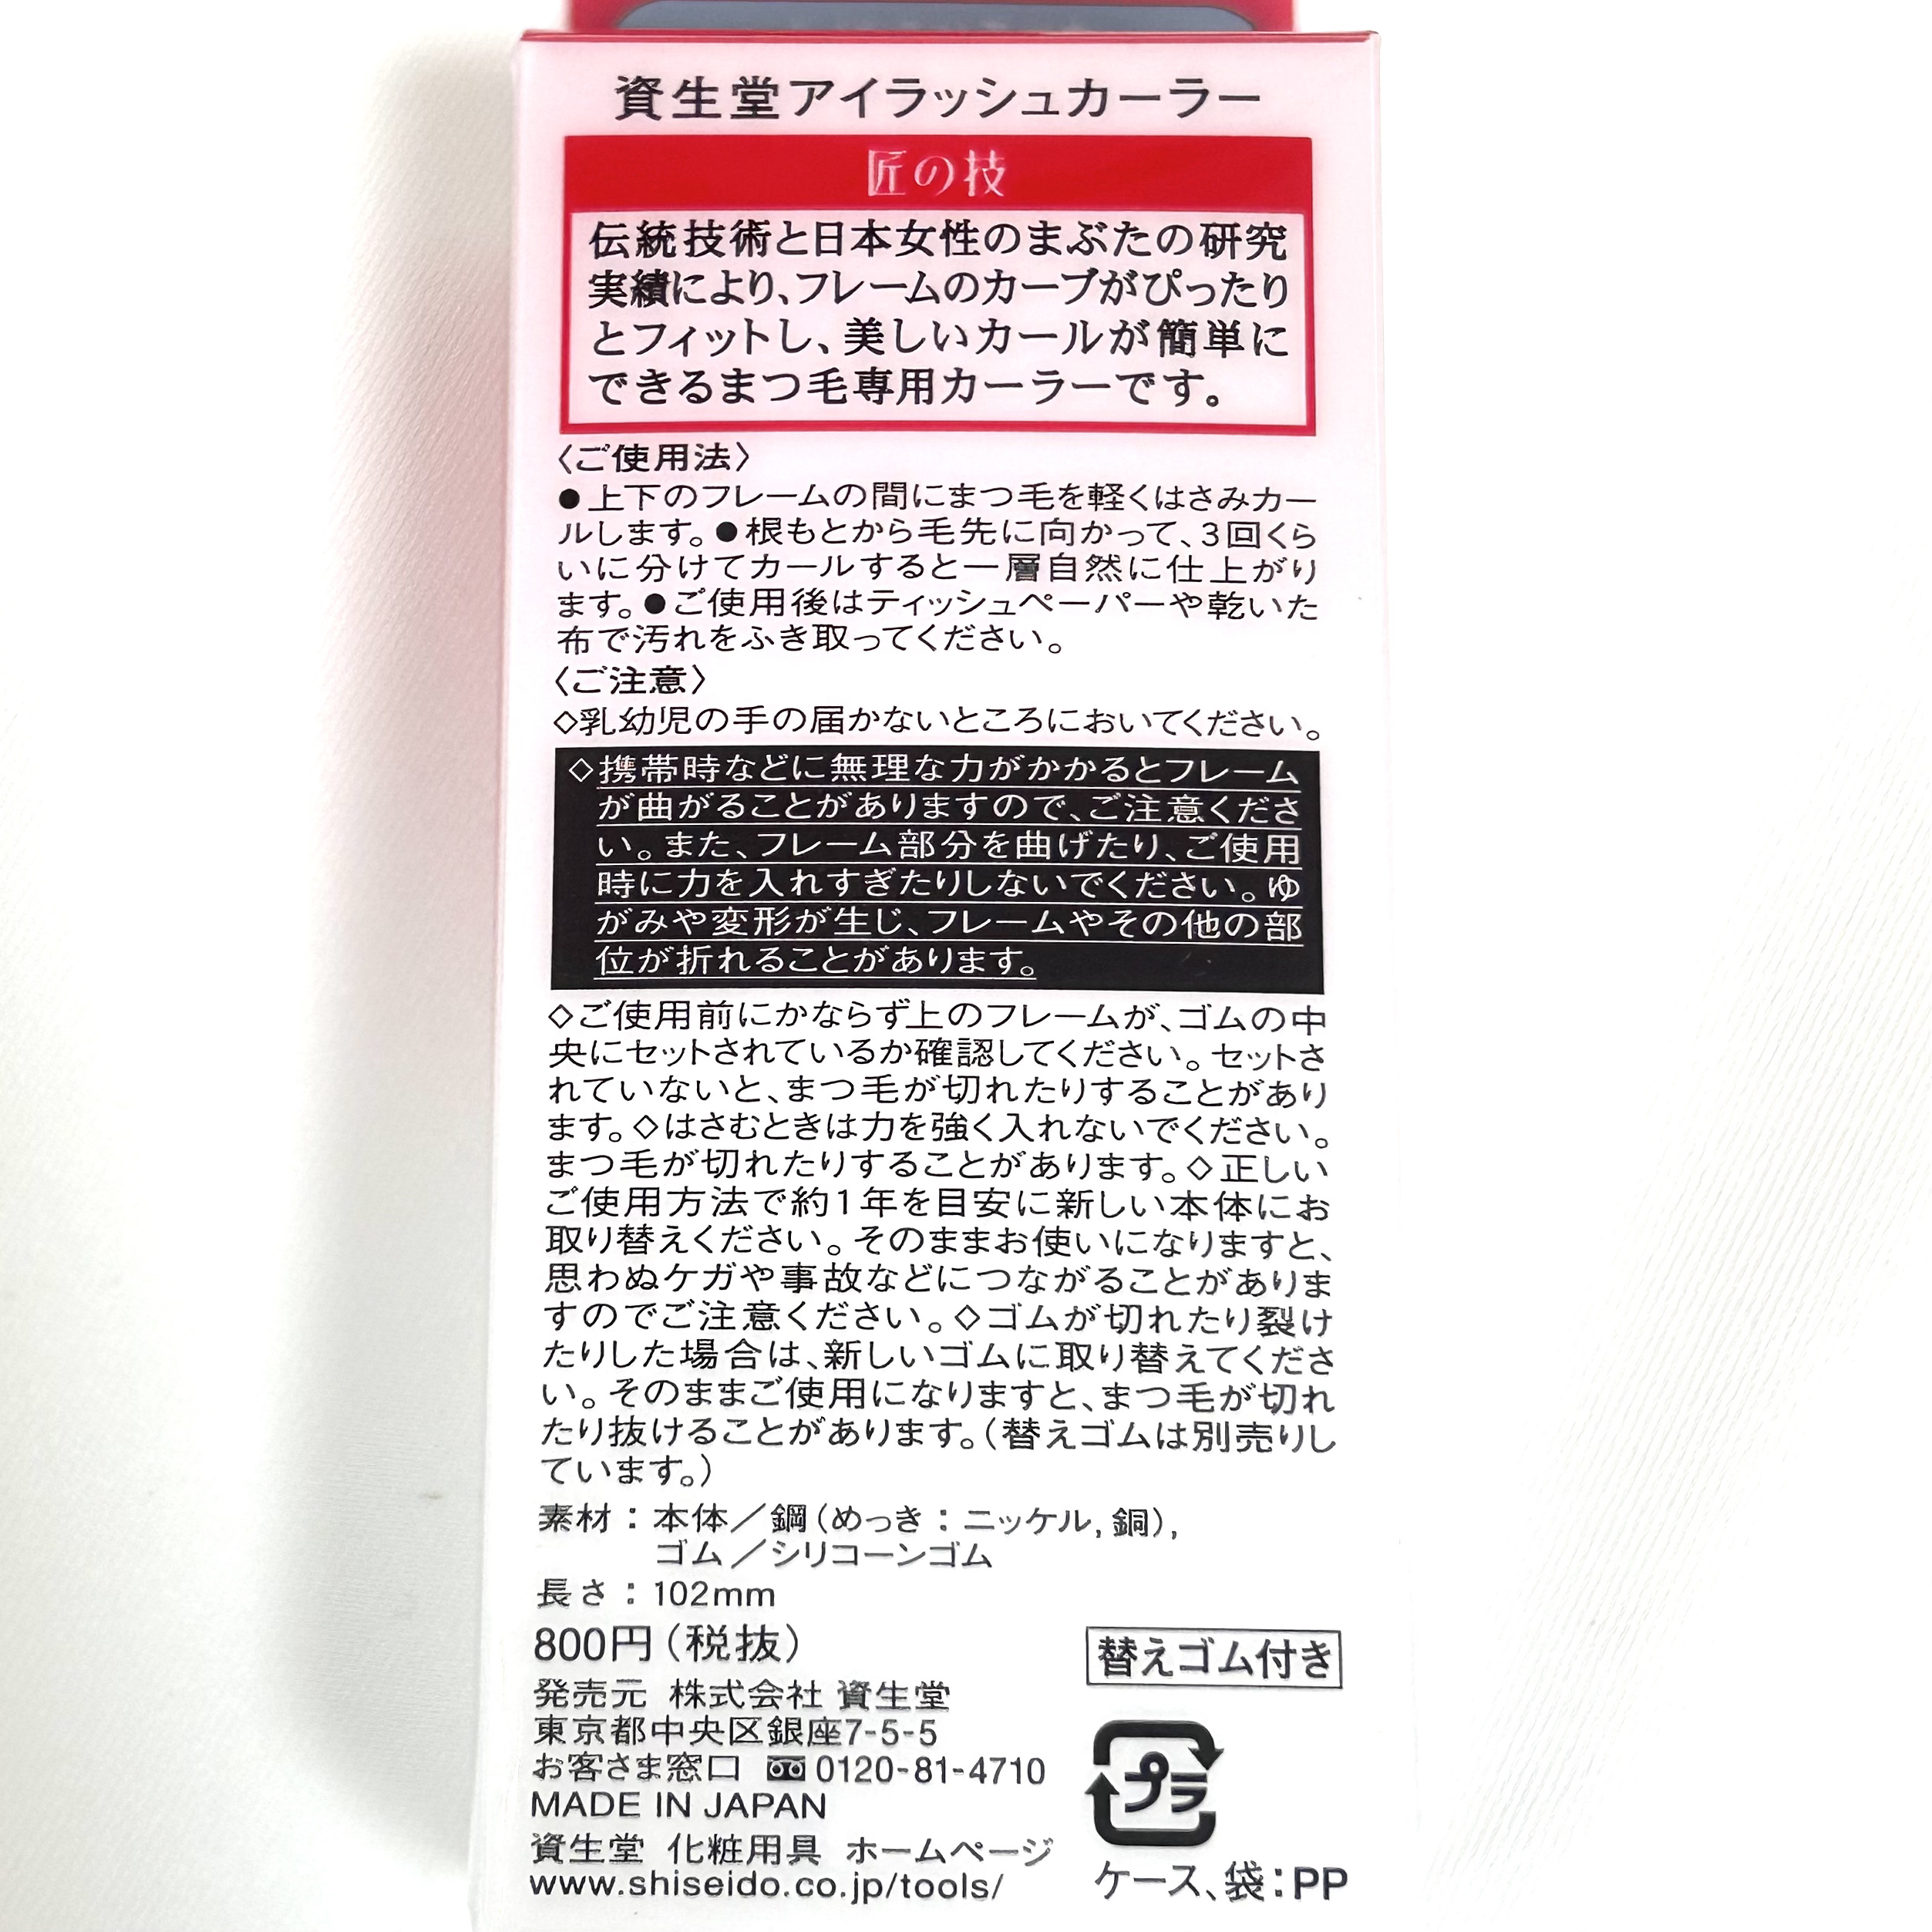 資生堂アイラッシュカーラー
匠の技
伝統技術と日本女性のまぶたの研究
実績により、フレームのカーブがぴったり
とフィットし、美しいカールが簡単に
できるまつ毛専用カーラーです。
〈ご使用法〉
●上下のフレームの間にまつ毛を軽くはさみカー
ルします。●根もとから毛先に向かって、3回くら
いに分けてカールすると一層自然に仕上がり
ます。●ご使用後はティッシュペーパーや乾いた
布で汚れをふき取ってください。
〈ご注意〉
◇乳幼児の手の届かないところにおいてください。
◇携帯時などに無理な力がかかるとフレーム
が曲がることがありますので、ご注意くださ
い。また、フレーム部分を曲げたり、ご使用
時に力を入れすぎたりしないでください。ゆ
がみや変形が生じ、フレームやその他の部
位が折れることがあります。
◇ご使用前にかならず上のフレームが、ゴムの中
央にセットされているか確認してください。セットさ
れていないと、まつ毛が切れたりすることがあり
ます。◇はさむときは力を強く入れないでください。
まつ毛が切れたりすることがあります。◇正しい
ご使用方法で約1年を目安に新しい本体にお
取り替えください。そのままお使いになりますと、
思わぬケガや事故などにつながることがありま
すのでご注意ください。◇ゴムが切れたり裂け
たりした場合は、新しいゴムに取り替えてくださ
い。そのままご使用になりますと、まつ毛が切れ
たり抜けることがあります。（替えゴムは別売りし
ています。）
素材：本体／鋼（めっき：ニッケル，銅），
ゴム／シリコーンゴム
長さ：102mm
800円（税抜）
替えゴム付き
発売元 株式会社 資生堂
東京都中央区銀座7-5-5
お客さま窓口 0120-81-4710
MADE IN JAPAN
資生堂 化粧用具 ホームページ
www.shiseido.co.jp/tools/
プラ
ケース、袋：PP